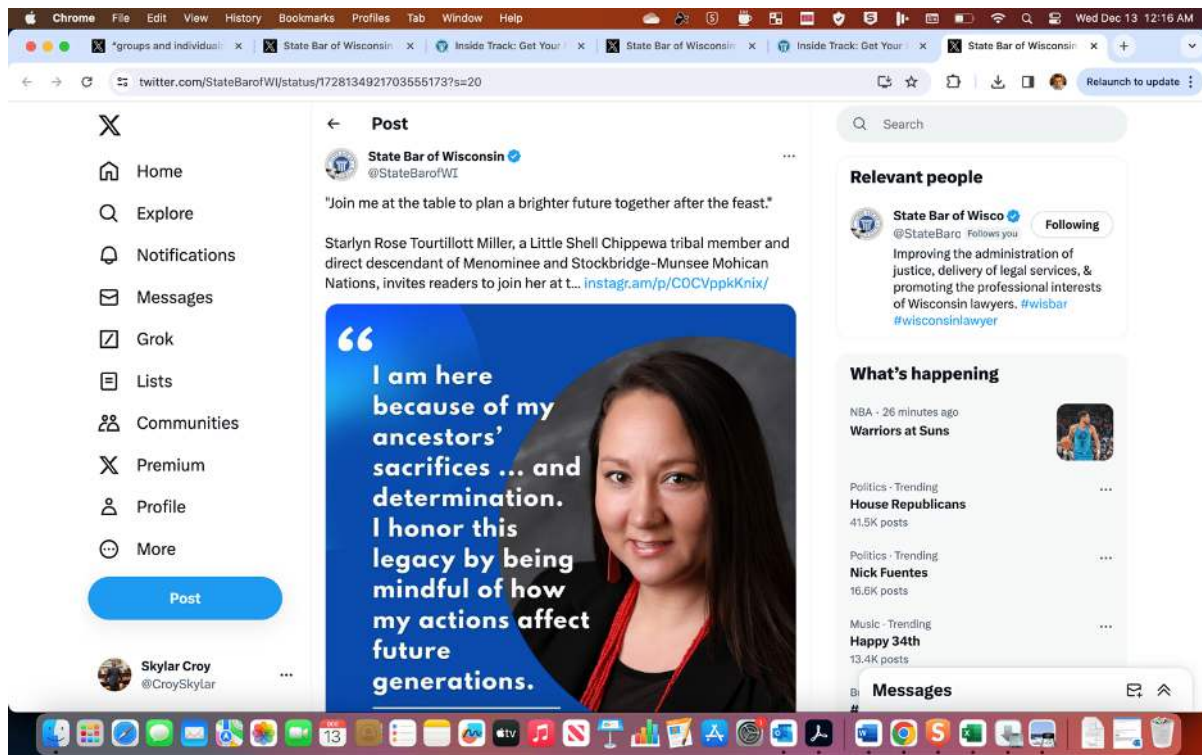 Chrome File Edit View History Bookmarks Profiles Tab Window Help
Wed Dec 13 12:16 AM
"groups and individual
State Bar of Wisconsin
Inside Track: Get Your
State Bar of Wisconsin
Inside Track: Get Your
State Bar of Wisconsin
twitter.com/StateBarofWI/status/1728134921703555173?s=20
Relaunch to update
Home
Explore
Notifications
Messages
Grok
Lists
Communities
Premium
Profile
More
Post
Skylar Croy
@CroySkylar
Post
State Bar of Wisconsin
@StateBarofWI
"Join me at the table to plan a brighter future together after the feast."
Starlyn Rose Tourtillott Miller, a Little Shell Chippewa tribal member and
direct descendant of Menominee and Stockbridge-Munsee Mohican
Nations, invites readers to join her at t... instagr.am/p/C0CVppkKnix/
“
I am here
because of my
ancestors’
sacrifices ... and
determination.
I honor this
legacy by being
mindful of how
my actions affect
future
generations.
Search
Relevant people
State Bar of Wisco
@StateBarc Follows you
Following
Improving the administration of
justice, delivery of legal services, &
promoting the professional interests
of Wisconsin lawyers. #wisbar
#wisconsinlawyer
What’s happening
NBA · 26 minutes ago
Warriors at Suns
Politics · Trending
House Republicans
41.5K posts
Politics · Trending
Nick Fuentes
16.6K posts
Music · Trending
Happy 34th
13.4K posts
Messages
DEC
13
tv